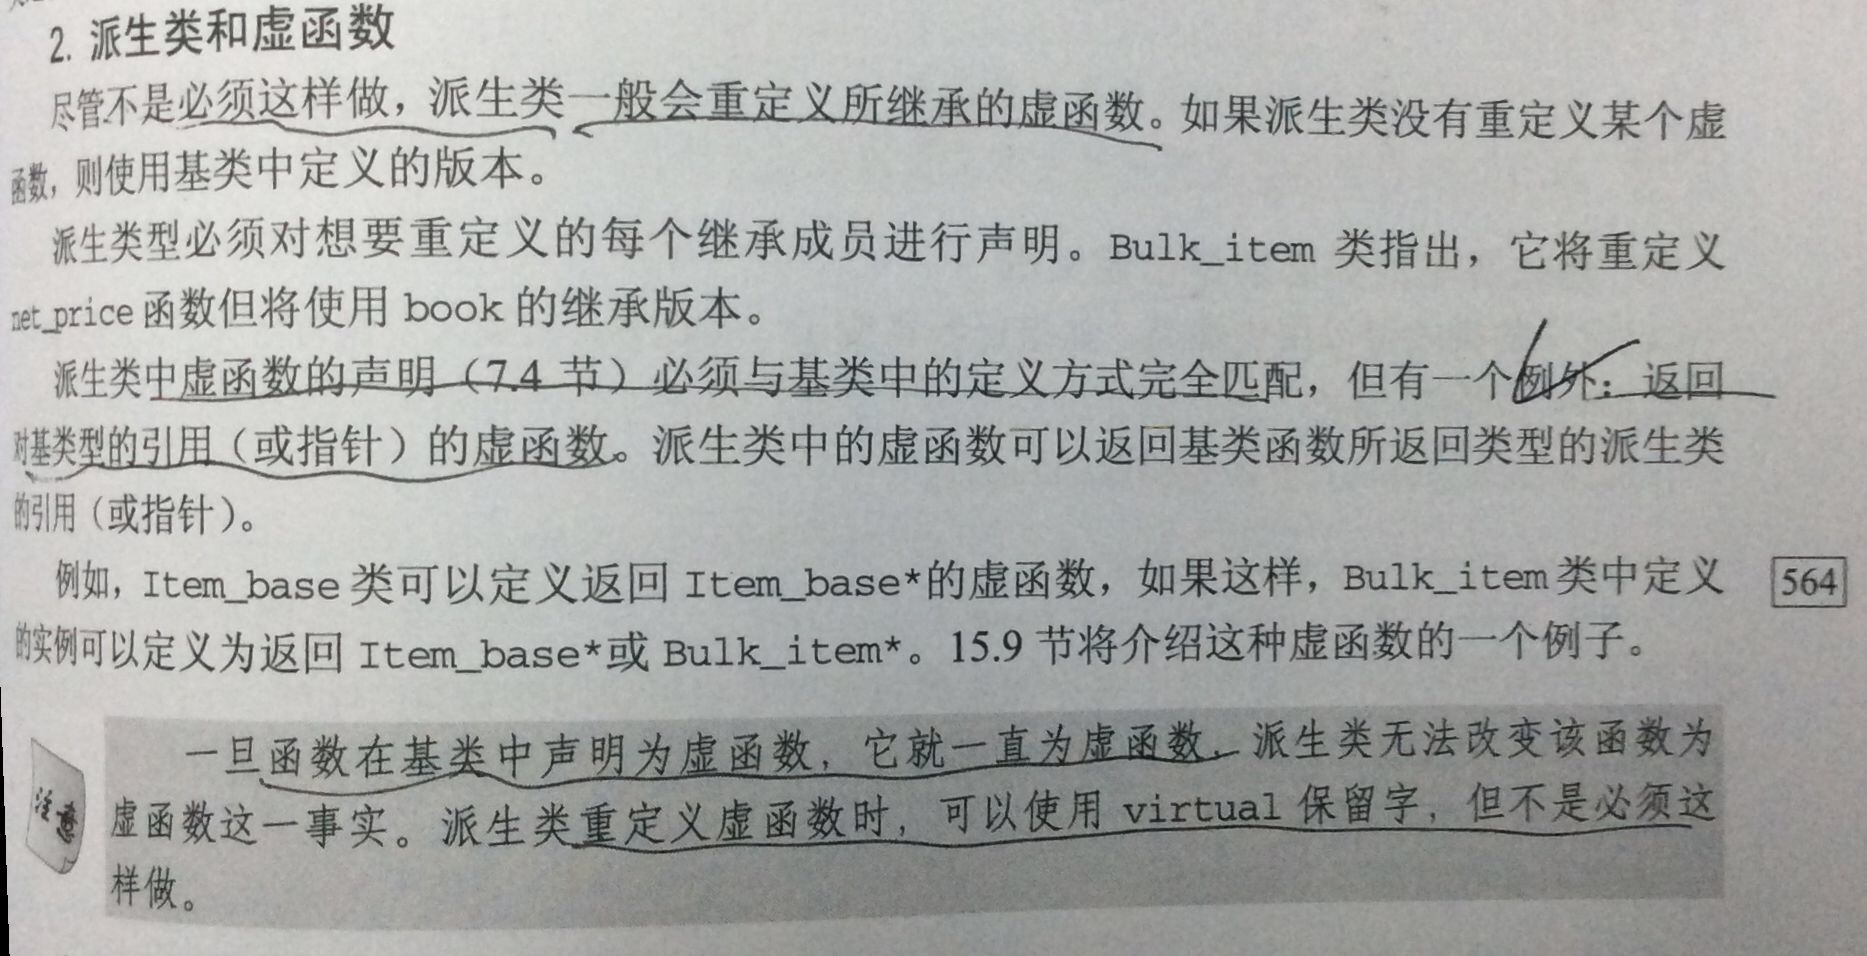 2. 派生类和虚函数
尽管不是必须这样做，派生类一般会重定义所继承的虚函数。如果派生类没有重定义某个虚
函数，则使用基类中定义的版本。
派生类型必须对想要重定义的每个继承成员进行声明。Bulk_item 类指出，它将重定义
net_price 函数但将使用 book 的继承版本。
派生类中虚函数的声明（7.4 节）必须与基类中的定义方式完全匹配，但有一个例外：返回
对基类型的引用（或指针）的虚函数。派生类中的虚函数可以返回基类函数所返回类型的派生类
的引用（或指针）。
例如，Item_base 类可以定义返回 Item_base*的虚函数，如果这样，Bulk_item 类中定义
564
的实例可以定义为返回 Item_base*或 Bulk_item*。15.9 节将介绍这种虚函数的一个例子。
一旦函数在基类中声明为虚函数，它就一直为虚函数，派生类无法改变该函数为
注意
虚函数这一事实。派生类重定义虚函数时，可以使用 virtual 保留字，但不是必须这
样做。